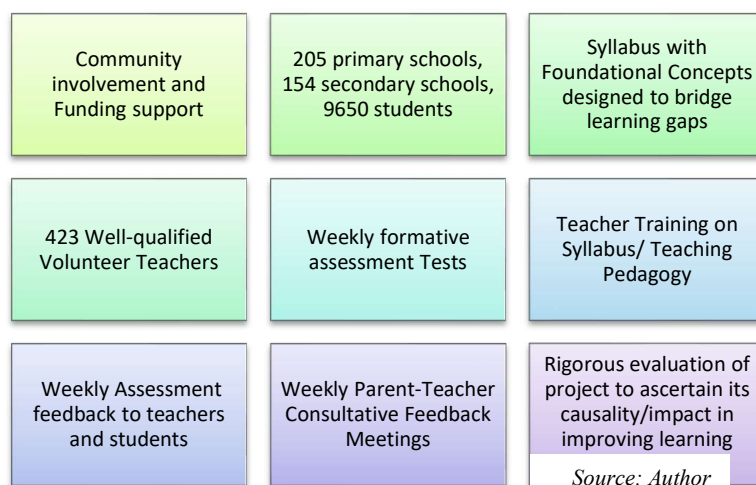 Community
involvement and
Funding support
205 primary schools,
154 secondary schools,
9650 students
Syllabus with
Foundational Concepts
designed to bridge
learning gaps
423 Well-qualified
Volunteer Teachers
Weekly formative
assessment Tests
Teacher Training on
Syllabus/ Teaching
Pedagogy
Weekly Assessment
feedback to teachers
and students
Weekly Parent-Teacher
Consultative Feedback
Meetings
Rigorous evaluation of
project to ascertain its
causality/impact in
improving learning
Source: Author